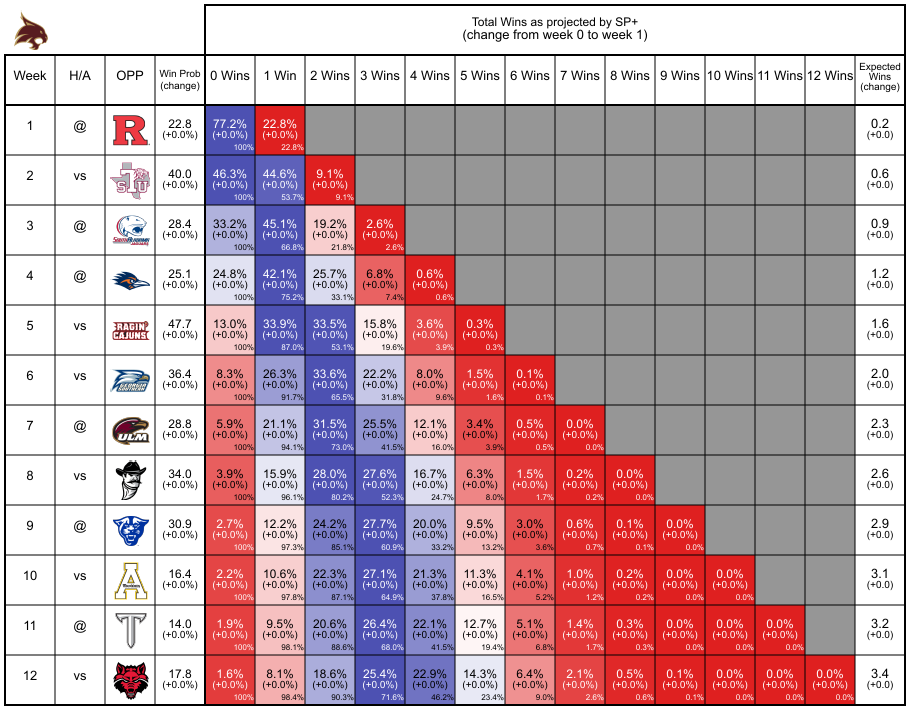 Total Wins as projected by SP+
(change from week 0 to week 1)
Week H/A OPP Win Prob (change) 0 Wins 1 Win 2 Wins 3 Wins 4 Wins 5 Wins 6 Wins 7 Wins 8 Wins 9 Wins 10 Wins 11 Wins 12 Wins Expected Wins (change)
1 @ R 22.8 77.2% 22.8% 0.2
(+0.0%) (+0.0%) (+0.0%) (+0.0)
100% 22.8%
2 vs TSU 40.0 46.3% 44.6% 9.1% 0.6
(+0.0%) (+0.0%) (+0.0%) (+0.0%) (+0.0)
100% 53.7% 9.1%
3 @ SOUTH ALABAMA JAGUARS 28.4 33.2% 45.1% 19.2% 2.6% 0.9
(+0.0%) (+0.0%) (+0.0%) (+0.0%) (+0.0%) (+0.0)
100% 66.8% 21.8% 2.6%
4 @ 25.1 24.8% 42.1% 25.7% 6.8% 0.6% 1.2
(+0.0%) (+0.0%) (+0.0%) (+0.0%) (+0.0%) (+0.0%) (+0.0)
100% 75.2% 33.1% 7.4% 0.6%
5 vs RAGIN' CAJUNS 47.7 13.0% 33.9% 33.5% 15.8% 3.6% 0.3% 1.6
(+0.0%) (+0.0%) (+0.0%) (+0.0%) (+0.0%) (+0.0%) (+0.0%) (+0.0)
100% 87.0% 53.1% 19.6% 3.9% 0.3%
6 vs GEORGIA SOUTHERN 36.4 8.3% 26.3% 33.6% 22.2% 8.0% 1.5% 0.1% 2.0
(+0.0%) (+0.0%) (+0.0%) (+0.0%) (+0.0%) (+0.0%) (+0.0%) (+0.0%) (+0.0)
100% 91.7% 65.5% 31.8% 9.6% 1.6% 0.1%
7 @ ULM 28.8 5.9% 21.1% 31.5% 25.5% 12.1% 3.4% 0.5% 0.0% 2.3
(+0.0%) (+0.0%) (+0.0%) (+0.0%) (+0.0%) (+0.0%) (+0.0%) (+0.0%) (+0.0%) (+0.0)
100% 94.1% 73.0% 41.5% 16.0% 3.9% 0.5% 0.0%
8 vs 34.0 3.9% 15.9% 28.0% 27.6% 16.7% 6.3% 1.5% 0.2% 0.0% 2.6
(+0.0%) (+0.0%) (+0.0%) (+0.0%) (+0.0%) (+0.0%) (+0.0%) (+0.0%) (+0.0%) (+0.0%) (+0.0)
100% 96.1% 80.2% 52.3% 24.7% 8.0% 1.7% 0.2% 0.0%
9 @ 30.9 2.7% 12.2% 24.2% 27.7% 20.0% 9.5% 3.0% 0.6% 0.1% 0.0% 2.9
(+0.0%) (+0.0%) (+0.0%) (+0.0%) (+0.0%) (+0.0%) (+0.0%) (+0.0%) (+0.0%) (+0.0%) (+0.0%) (+0.0)
100% 97.3% 85.1% 60.9% 33.2% 13.2% 3.6% 0.7% 0.1% 0.0%
10 vs A 16.4 2.2% 10.6% 22.3% 27.1% 21.3% 11.3% 4.1% 1.0% 0.2% 0.0% 0.0% 3.1
(+0.0%) (+0.0%) (+0.0%) (+0.0%) (+0.0%) (+0.0%) (+0.0%) (+0.0%) (+0.0%) (+0.0%) (+0.0%) (+0.0%) (+0.0)
100% 97.8% 87.1% 64.9% 37.8% 16.5% 5.2% 1.2% 0.2% 0.0% 0.0%
11 @ T 14.0 1.9% 9.5% 20.6% 26.4% 22.1% 12.7% 5.1% 1.4% 0.3% 0.0% 0.0% 0.0% 3.2
(+0.0%) (+0.0%) (+0.0%) (+0.0%) (+0.0%) (+0.0%) (+0.0%) (+0.0%) (+0.0%) (+0.0%) (+0.0%) (+0.0%) (+0.0%) (+0.0)
100% 98.1% 88.6% 68.0% 41.5% 19.4% 6.8% 1.7% 0.3% 0.0% 0.0% 0.0%
12 vs 17.8 1.6% 8.1% 18.6% 25.4% 22.9% 14.3% 6.4% 2.1% 0.5% 0.1% 0.0% 0.0% 0.0% 3.4
(+0.0%) (+0.0%) (+0.0%) (+0.0%) (+0.0%) (+0.0%) (+0.0%) (+0.0%) (+0.0%) (+0.0%) (+0.0%) (+0.0%) (+0.0%) (+0.0%) (+0.0)
100% 98.4% 90.3% 71.6% 46.2% 23.4% 9.0% 2.6% 0.6% 0.1% 0.0% 0.0% 0.0%